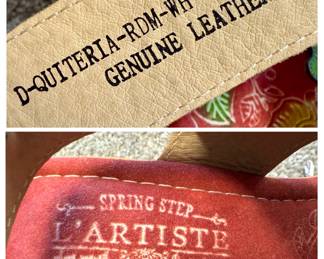 D-QUITERIA-RDM-WH
GENUINE LEATHER
SPRING STEP
L'ARTISTE